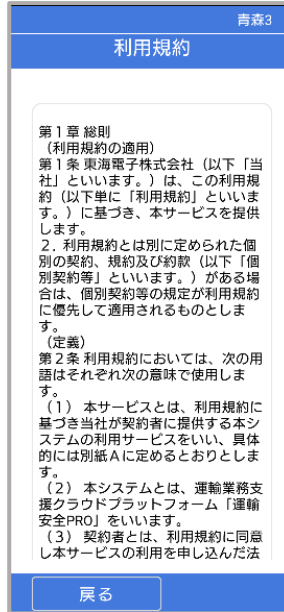 青森3
利用規約
第1章 総則
（利用規約の適用）
第1条 東海電子株式会社（以下「当
社」といいます。）は、この利用規
約（以下単に「利用規約」といいま
す。）に基づき、本サービスを提供
します。
２．利用規約とは別に定められた個
別の契約、規約及び約款（以下「個
別契約等」といいます。）がある場
合は、個別契約等の規定が利用規約
に優先して適用されるものとしま
す。
（定義）
第2条 利用規約においては、次の用
語はそれぞれ次の意味で使用しま
す。
（１） 本サービスとは、利用規約に
基づき当社が契約者に提供する本シ
ステムの利用サービスをいい、具体
的には別紙Ａに定めるとおりとしま
す。
（２） 本システムとは、運輸業務支
援クラウドプラットフォーム「運輸
安全PRO」をいいます。
（３） 契約者とは、利用規約に同意
し本サービスの利用を申し込んだ法
戻る